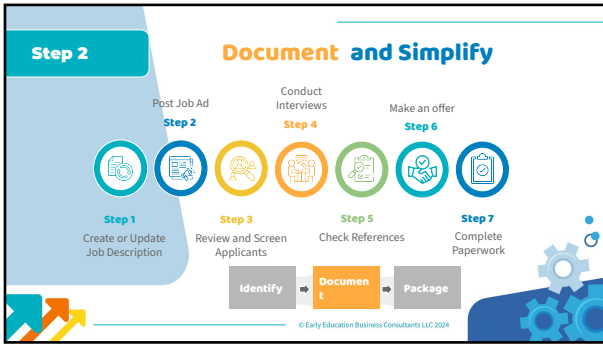 Step 2
Document and Simplify
Post Job Ad
Step 2
Conduct
Interviews
Step 4
Make an offer
Step 6
Step 1
Create or Update
Job Description
Step 3
Review and Screen
Applicants
Step 5
Check References
Step 7
Complete
Paperwork
Identify
Documen
t
Package
© Early Education Business Consultants LLC 2024